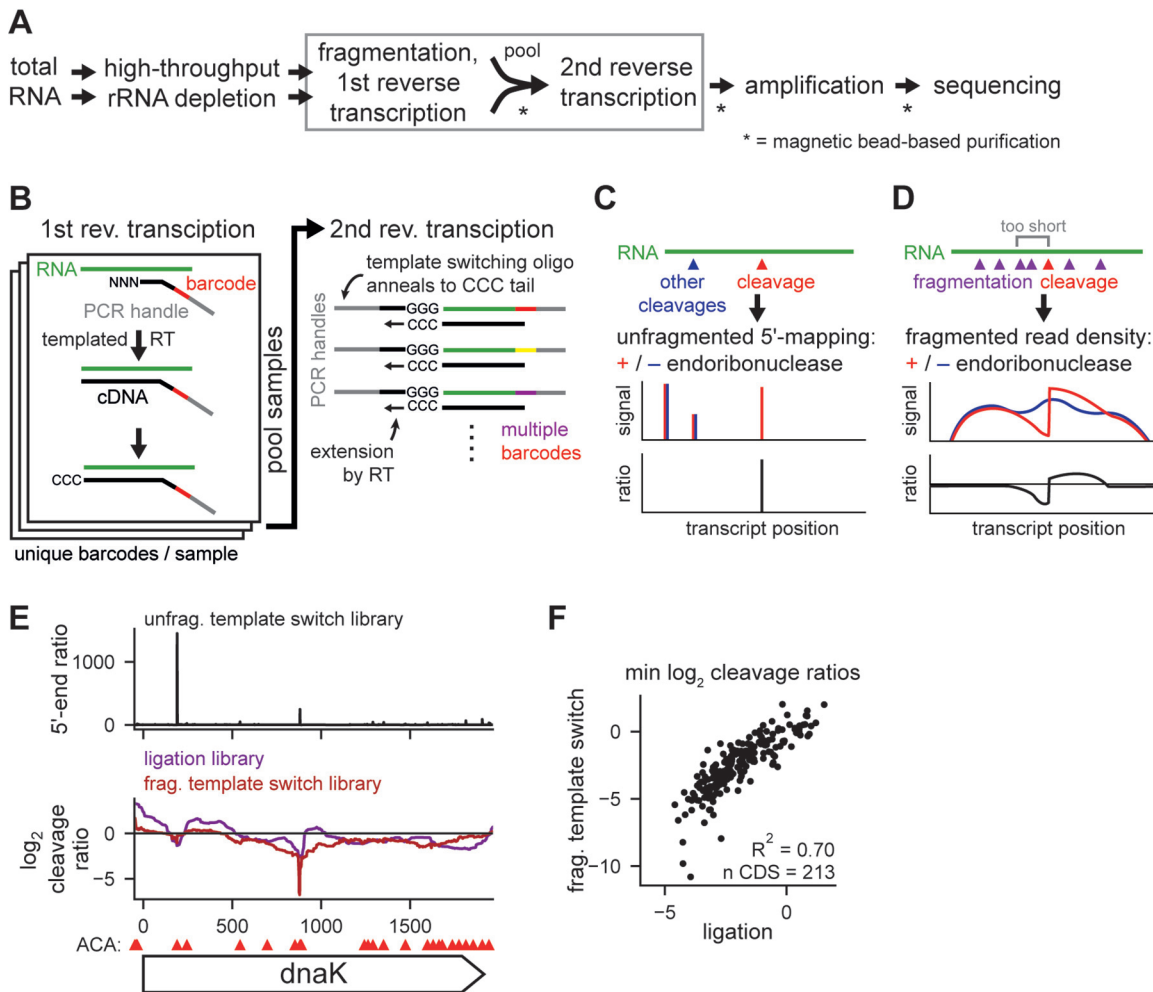 A
total
RNA
high-throughput
rRNA depletion
fragmentation,
1st reverse
transcription
pool
*
2nd reverse
transcription
*
amplification
*
sequencing
* = magnetic bead-based purification
B
1st rev. transciption
RNA
NNN
barcode
PCR handle
templated RT
cDNA
CCC
unique barcodes / sample
pool samples
2nd rev. transcription
template switching oligo
anneals to CCC tail
PCR handles
GGG
CCC
GGG
CCC
GGG
CCC
extension
by RT
multiple
barcodes
C
RNA
other
cleavages
cleavage
unfragmented 5'-mapping:
+ / – endoribonuclease
signal
ratio
transcript position
D
too short
RNA
fragmentation
cleavage
fragmented read density:
+ / – endoribonuclease
signal
ratio
transcript position
E
unfrag. template switch library
5'-end ratio
1000
0
ligation library
frag. template switch library
log2
cleavage
ratio
0
−5
0 500 1000 1500
ACA:
dnaK
F
min log2 cleavage ratios
frag. template switch
0
−5
−10
R2 = 0.70
n CDS = 213
−5 0
ligation